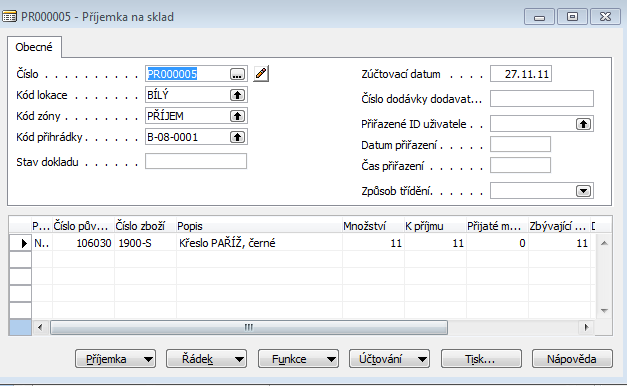 PR000005 - Příjemka na sklad
Obecné
Číslo . . . . . . . . . . PR000005 ... Zúčtovací datum . . . . 27.11.11
Kód lokace . . . . . . . BÍLÝ Číslo dodávky dodavat...
Kód zóny . . . . . . . . PŘÍJEM Přiřazené ID uživatele . .
Kód přihrádky . . . . . . B-08-0001 Datum přiřazení . . . . .
Stav dokladu . . . . . . Čas přiřazení . . . . . .
Způsob třídění. . . . . .
P... Číslo pův... Číslo zboží Popis Množství K příjmu Přijaté m... Zbývající ... D
N... 106030 1900-S Křeslo PAŘÍŽ, černé 11 11 0 11
Příjemka Řádek Funkce Účtování Tisk... Nápověda